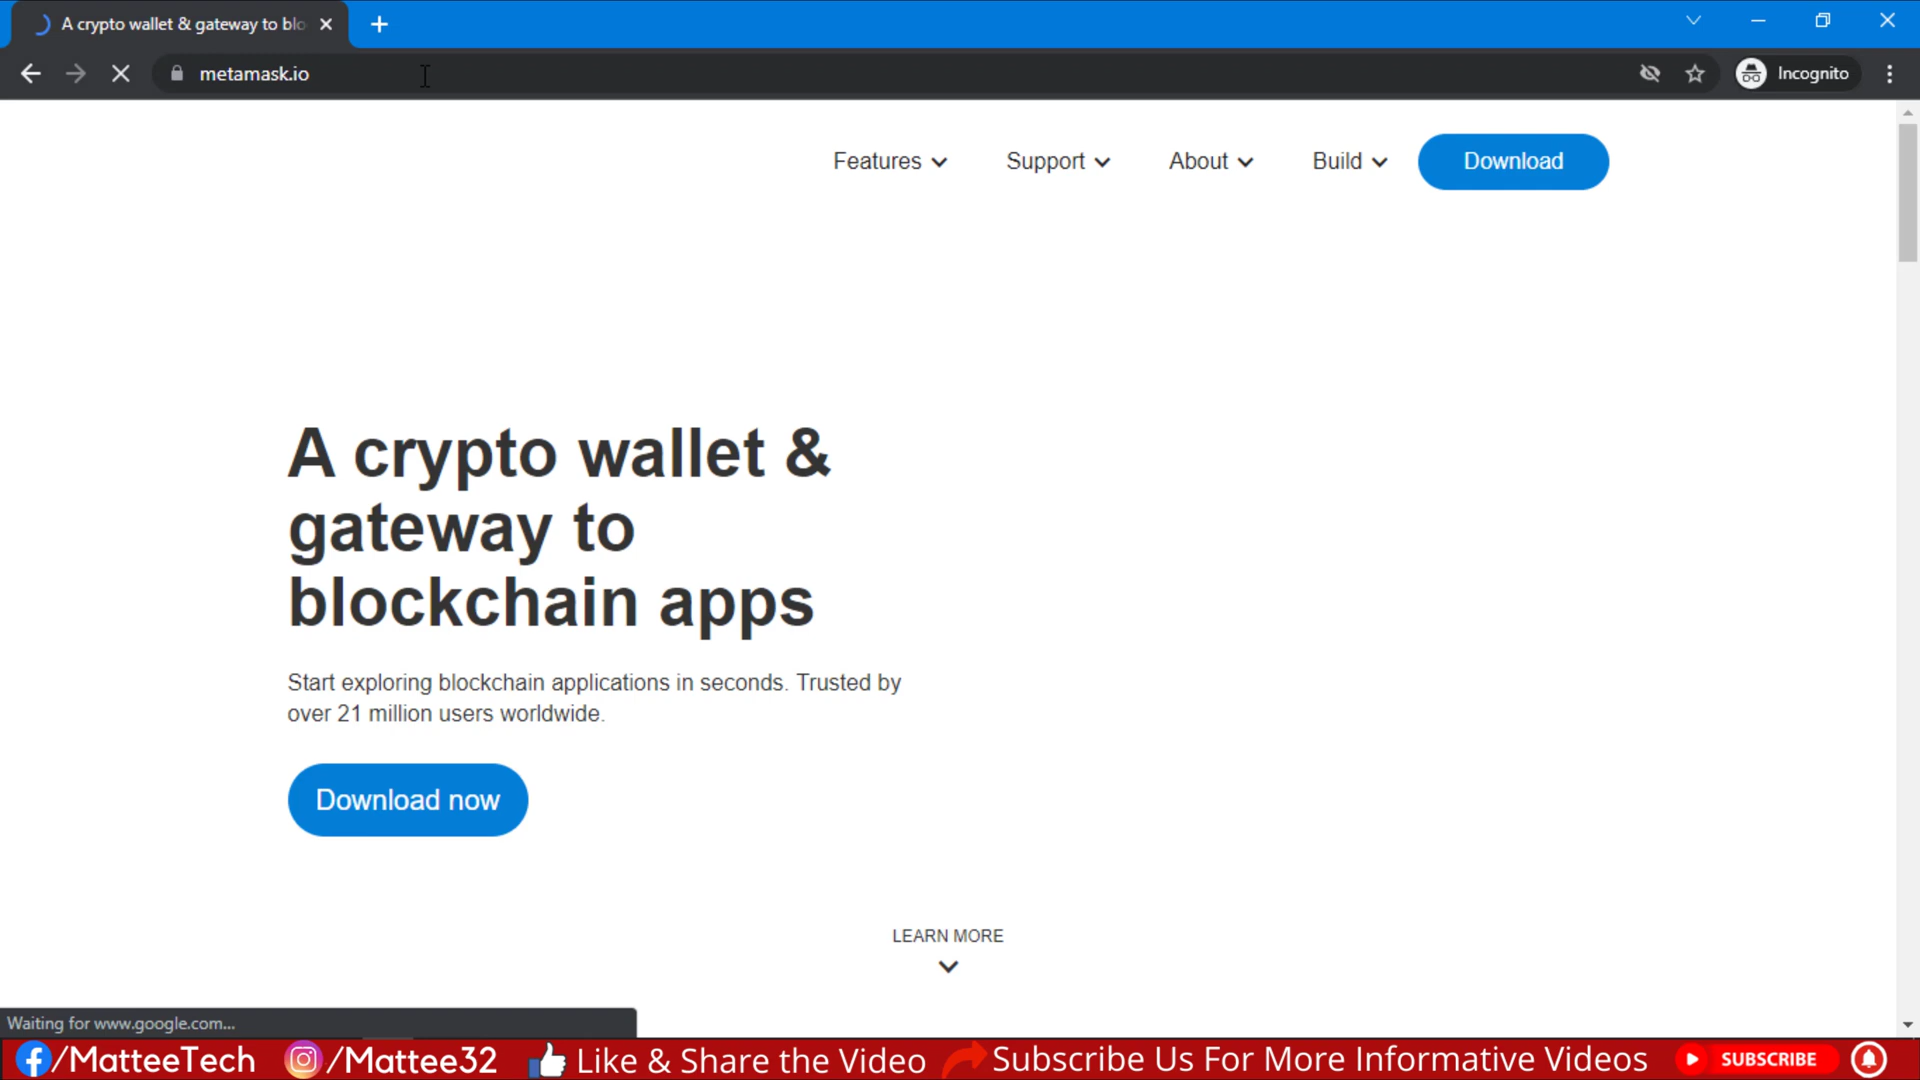 A crypto wallet & gateway to blo
metamask.io
Incognito
Features
Support
About
Build
Download
A crypto wallet &
gateway to
blockchain apps
Start exploring blockchain applications in seconds. Trusted by
over 21 million users worldwide.
Download now
LEARN MORE
Waiting for www.google.com...
/MatteeTech
/Mattee32
Like & Share the Video
Subscribe Us For More Informative Videos
SUBSCRIBE